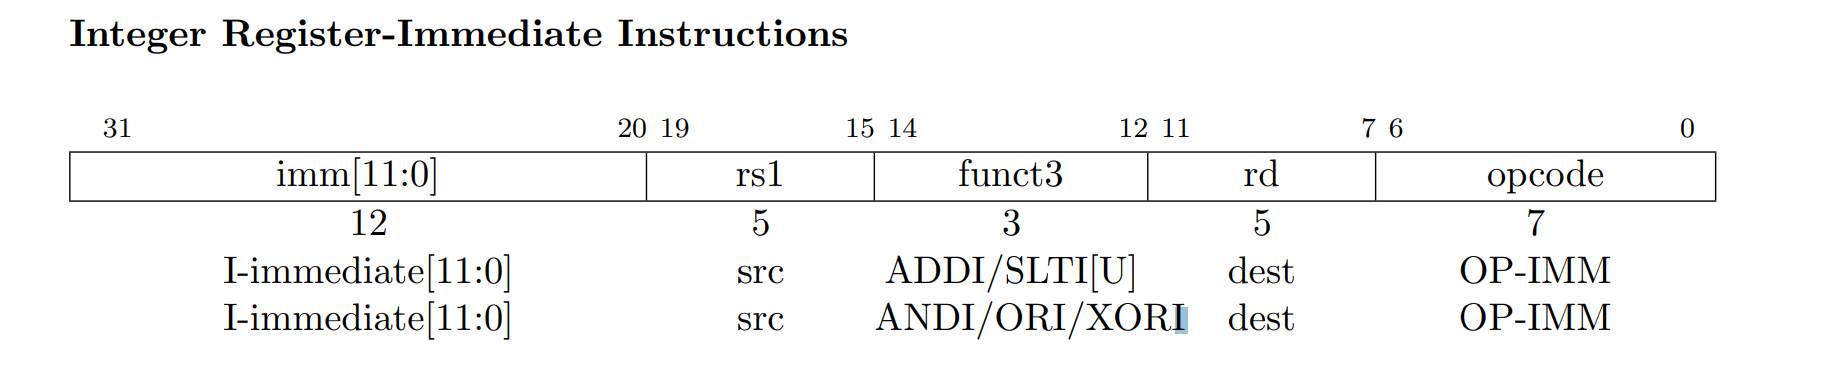 Integer Register-Immediate Instructions
31 20 19 15 14 12 11 7 6 0
imm[11:0] rs1 funct3 rd opcode
12 5 3 5 7
I-immediate[11:0] src ADDI/SLTI[U] dest OP-IMM
I-immediate[11:0] src ANDI/ORI/XORI dest OP-IMM